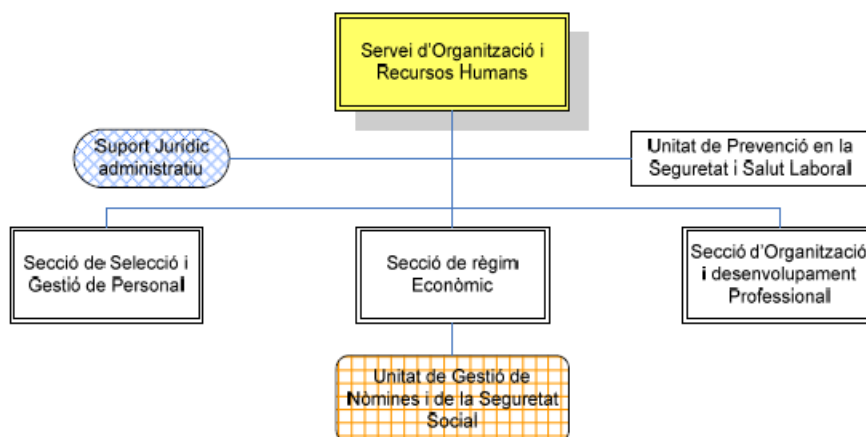 Servei d'Organització i
Recursos Humans
Suport Jurídic
administratiu
Unitat de Prevenció en la
Seguretat i Salut Laboral
Secció de Selecció i
Gestió de Personal
Secció de règim
Econòmic
Secció d'Organització
i desenvolupament
Professional
Unitat de Gestió de
Nòmines i de la Seguretat
Social